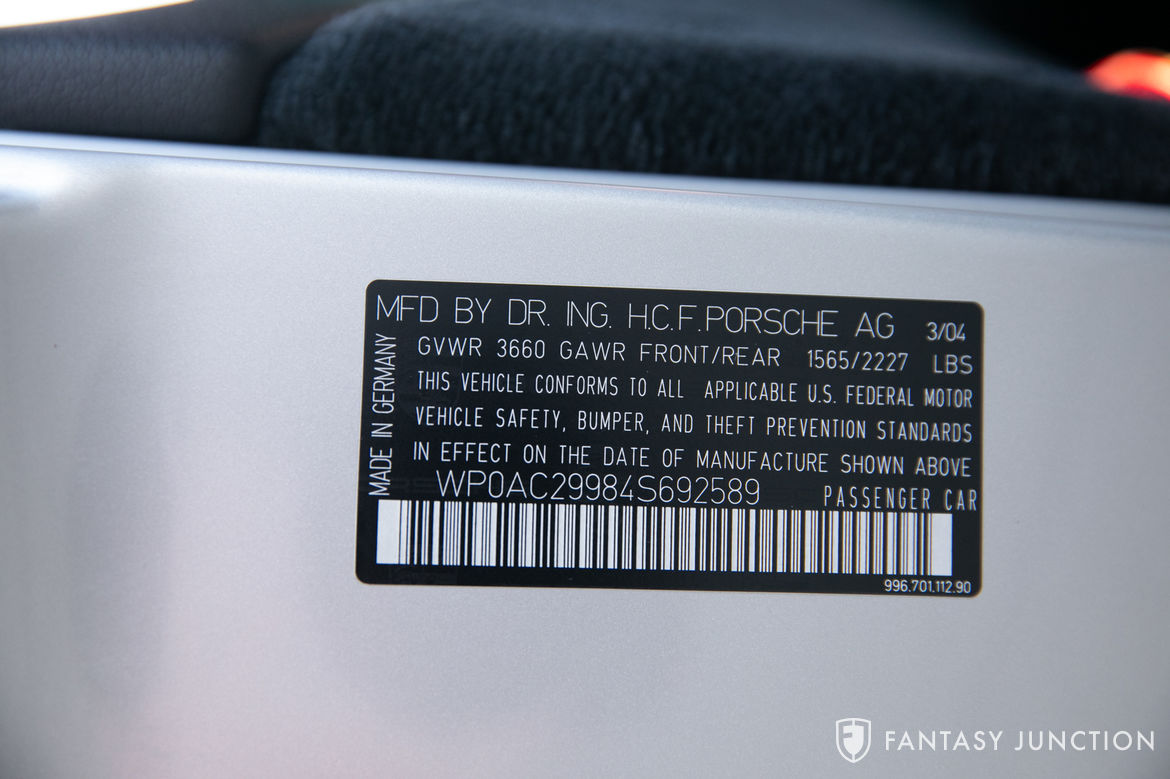 MFD BY DR. ING. H.C.F.PORSCHE AG 3/04
GVWR 3660 GAWR FRONT/REAR 1565/2227 LBS
THIS VEHICLE CONFORMS TO ALL APPLICABLE U.S. FEDERAL MOTOR
VEHICLE SAFETY, BUMPER, AND THEFT PREVENTION STANDARDS
IN EFFECT ON THE DATE OF MANUFACTURE SHOWN ABOVE
WP0AC29984S692589 PASSENGER CAR
MADE IN GERMANY
996.701.112.90
FANTASY JUNCTION